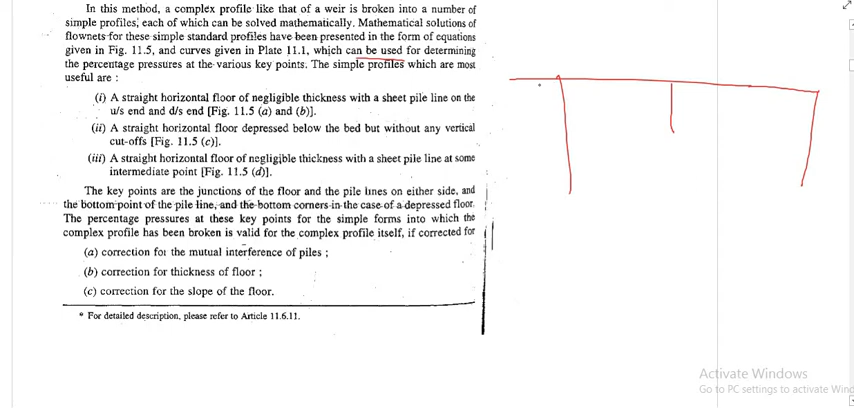 In this method, a complex profile like that of a weir is broken into a number of
simple profiles, each of which can be solved mathematically. Mathematical solutions of
flownets for these simple standard profiles have been presented in the form of equations
given in Fig. 11.5, and curves given in Plate 11.1, which can be used for determining
the percentage pressures at the various key points. The simple profiles which are most
useful are :
(i) A straight horizontal floor of negligible thickness with a sheet pile line on the
u/s end and d/s end [Fig. 11.5 (a) and (b)].
(ii) A straight horizontal floor depressed below the bed but without any vertical
cut-offs [Fig. 11.5 (c)].
(iii) A straight horizontal floor of negligible thickness with a sheet pile line at some
intermediate point [Fig. 11.5 (d)].
The key points are the junctions of the floor and the pile lines on either side, and
the bottom point of the pile line, and the bottom corners in the case of a depressed floor.
The percentage pressures at these key points for the simple forms into which the
complex profile has been broken is valid for the complex profile itself, if corrected for
(a) correction for the mutual interference of piles ;
(b) correction for thickness of floor ;
(c) correction for the slope of the floor.
* For detailed description, please refer to Article 11.6.11.
Activate Windows
Go to PC settings to activate Wind